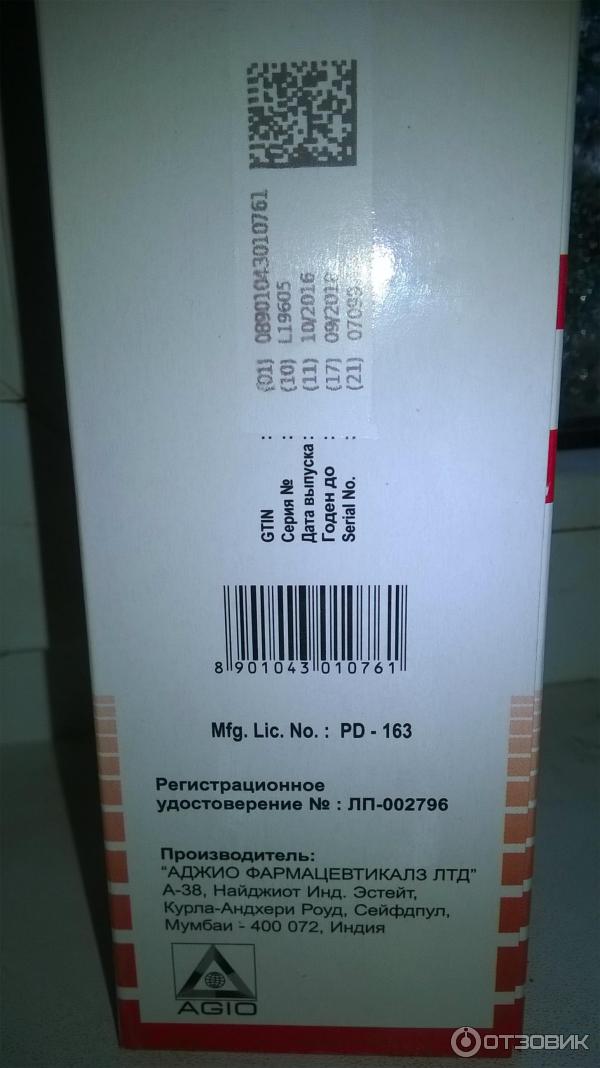 GTIN : (01) 08901043010761
Серия № : (10) L19605
Дата выпуска : (11) 10/2016
Годен до : (17) 09/2018
Serial No. : (21)
8 901043 010761
Mfg. Lic. No. : PD - 163
Регистрационное
удостоверение № : ЛП-002796
Производитель:
"АДЖИО ФАРМАЦЕВТИКАЛЗ ЛТД"
А-38, Найджиот Инд. Эстейт,
Курла-Андхери Роуд, Сейфдпул,
Мумбаи - 400 072, Индия
AGIO
ОТЗОВИК